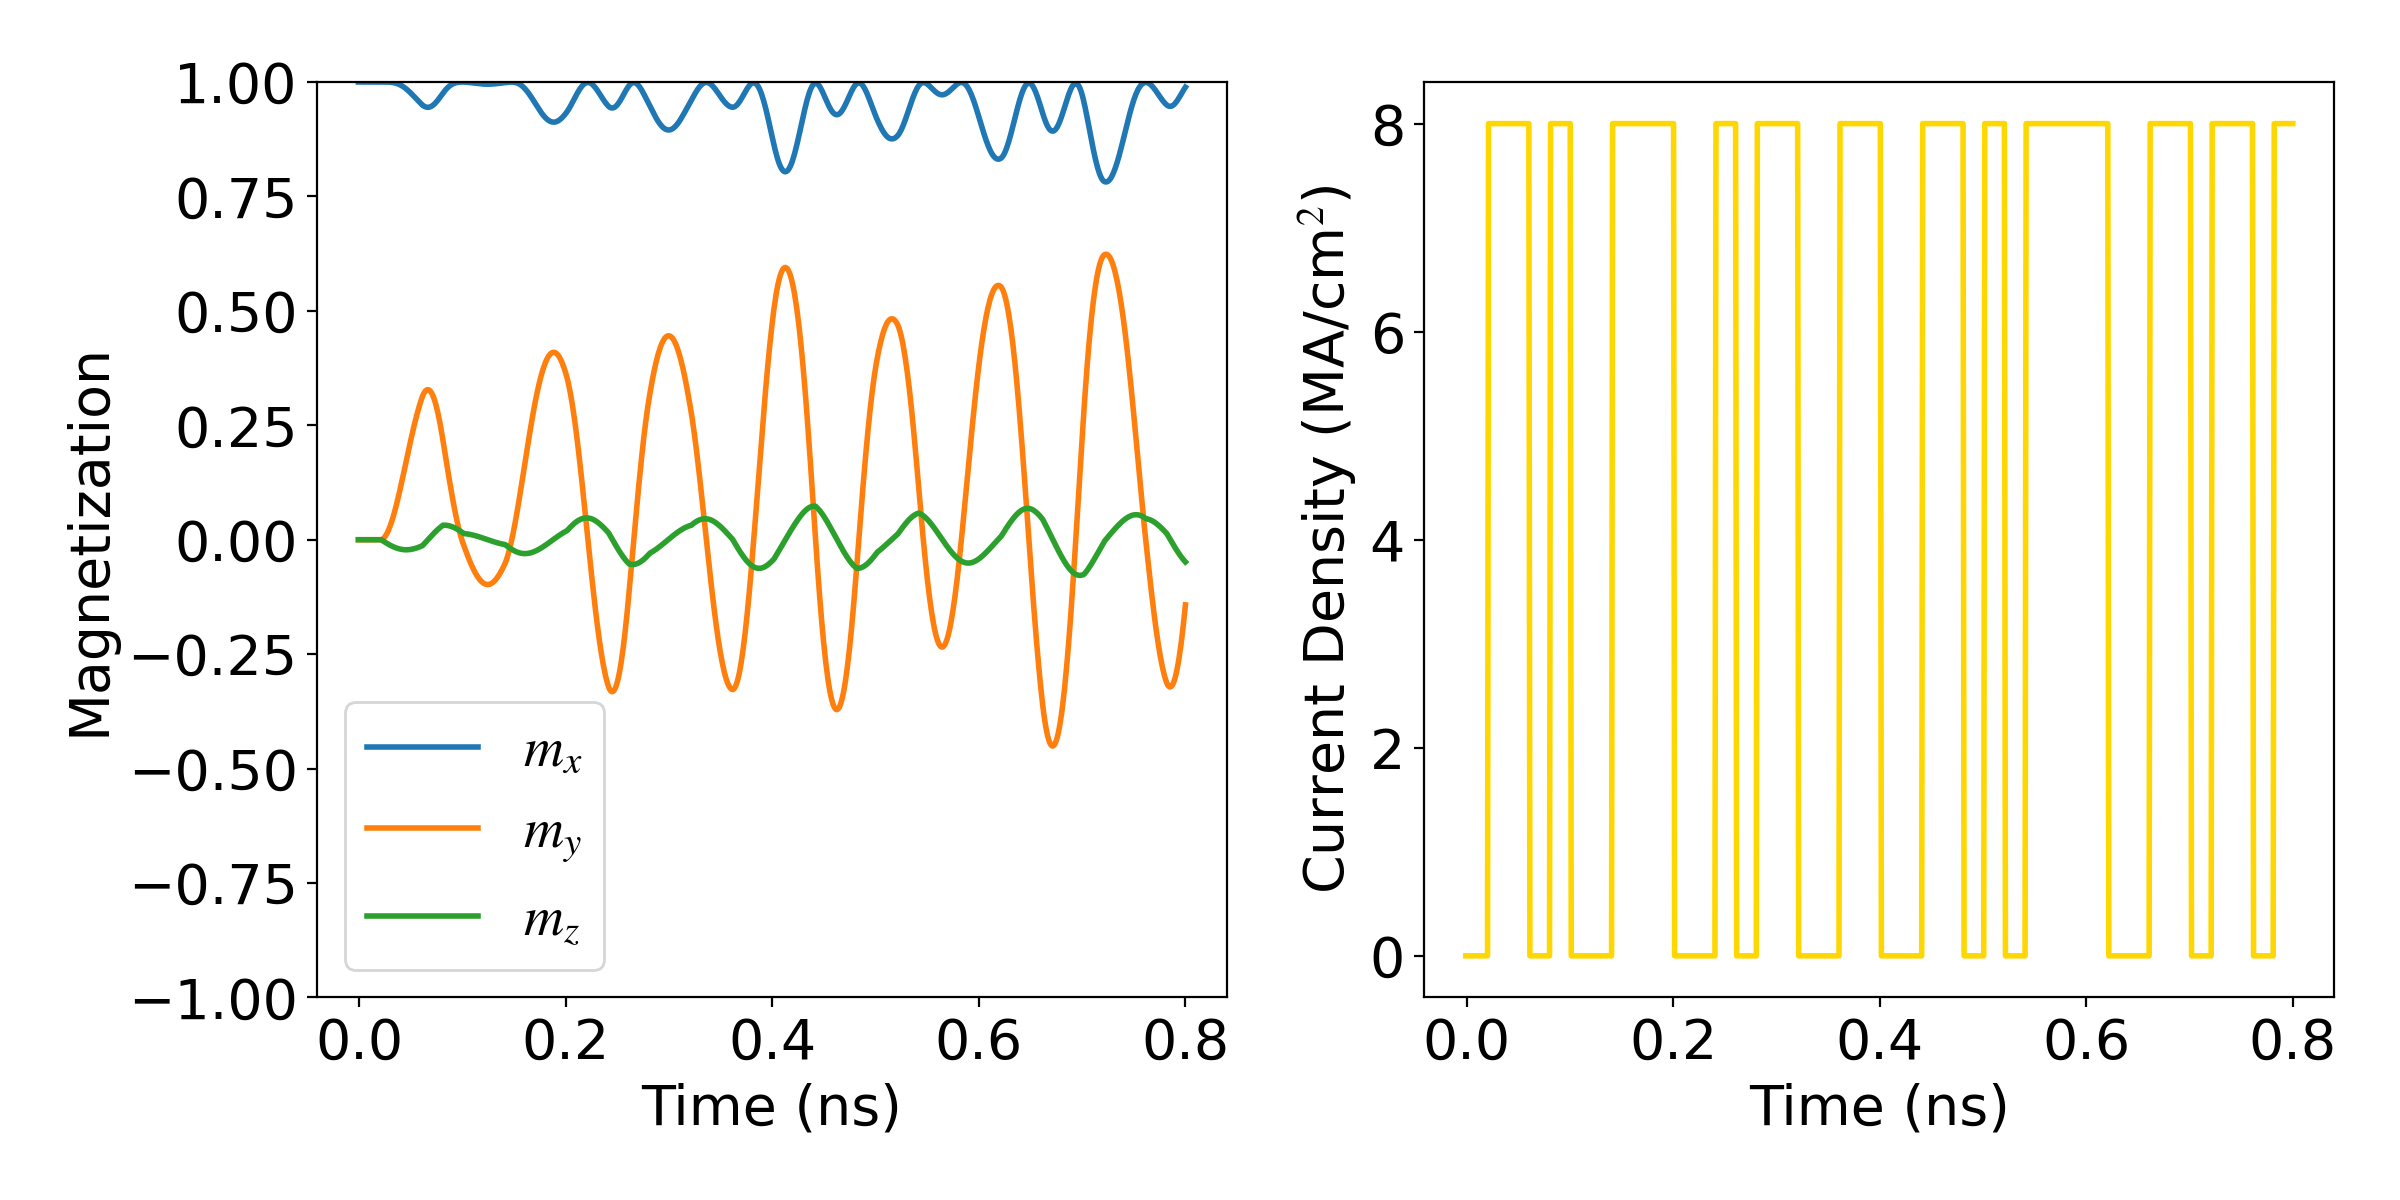 Magnetization
1.00
0.75
0.50
0.25
0.00
−0.25
−0.50
−0.75
−1.00
m_x
m_y
m_z
0.0 0.2 0.4 0.6 0.8
Time (ns)
Current Density (MA/cm²)
8
6
4
2
0
0.0 0.2 0.4 0.6 0.8
Time (ns)